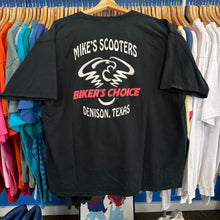 MIKE'S SCOOTERS
BIKER'S CHOICE
DENISON, TEXAS